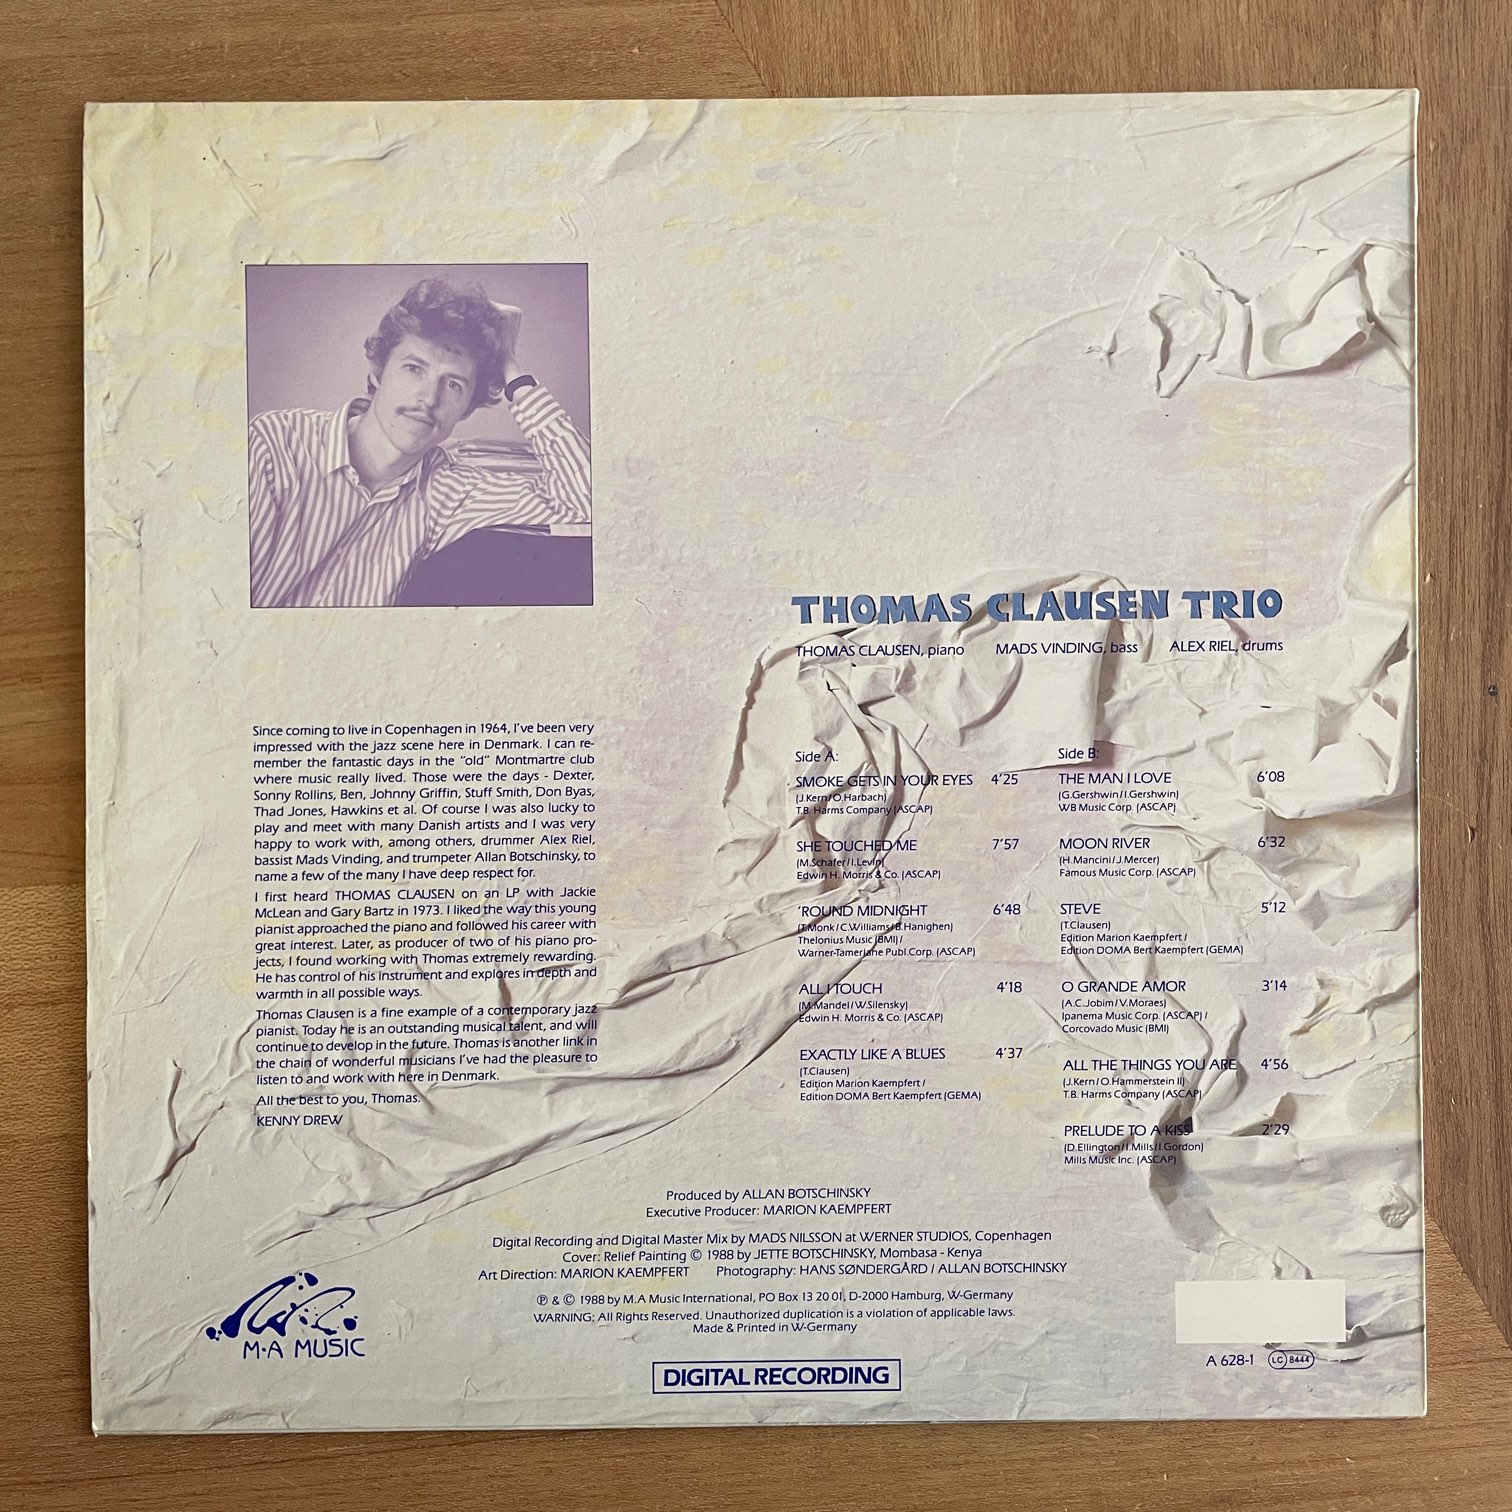 Since coming to live in Copenhagen in 1964, I've been very
impressed with the jazz scene here in Denmark. I can re-
member the fantastic days in the "old" Montmartre club
where music really lived. Those were the days - Dexter,
Sonny Rollins, Ben, Johnny Griffin, Stuff Smith, Don Byas,
Thad Jones, Hawkins et al. Of course I was also lucky to
play and meet with many Danish artists and I was very
happy to work with, among others, drummer Alex Riel,
bassist Mads Vinding, and trumpeter Allan Botschinsky, to
name a few of the many I have deep respect for.
I first heard THOMAS CLAUSEN on an LP with Jackie
McLean and Gary Bartz in 1973. I liked the way this young
pianist approached the piano and followed his career with
great interest. Later, as producer of two of his piano pro-
jects, I found working with Thomas extremely rewarding.
He has control of his instrument and explores in depth and
warmth in all possible ways.
Thomas Clausen is a fine example of a contemporary jazz
pianist. Today he is an outstanding musical talent, and will
continue to develop in the future. Thomas is another link in
the chain of wonderful musicians I've had the pleasure to
listen to and work with here in Denmark.
All the best to you, Thomas.
KENNY DREW
THOMAS CLAUSEN TRIO
THOMAS CLAUSEN, piano MADS VINDING, bass ALEX RIEL, drums
Side A:
SMOKE GETS IN YOUR EYES 4'25
(J.Kern/O.Harbach)
T.B. Harms Company (ASCAP)
SHE TOUCHED ME 7'57
(M.Schafer/I.Levin)
Edwin H. Morris & Co. (ASCAP)
'ROUND MIDNIGHT 6'48
(T.Monk/C.Williams/B.Hanighen)
Thelonius Music (BMI) /
Warner-Tamerlane Publ.Corp. (ASCAP)
ALL I TOUCH 4'18
(M.Mandel/W.Silensky)
Edwin H. Morris & Co. (ASCAP)
EXACTLY LIKE A BLUES 4'37
(T.Clausen)
Edition Marion Kaempfert /
Edition DOMA Bert Kaempfert (GEMA)
Side B:
THE MAN I LOVE 6'08
(G.Gershwin/I.Gershwin)
WB Music Corp. (ASCAP)
MOON RIVER 6'32
(H.Mancini/J.Mercer)
Famous Music Corp. (ASCAP)
STEVE 5'12
(T.Clausen)
Edition Marion Kaempfert /
Edition DOMA Bert Kaempfert (GEMA)
O GRANDE AMOR 3'14
(A.C.Jobim/V.Moraes)
Ipanema Music Corp. (ASCAP) /
Corcovado Music (BMI)
ALL THE THINGS YOU ARE 4'56
(J.Kern/O.Hammerstein II)
T.B. Harms Company (ASCAP)
PRELUDE TO A KISS 2'29
(D.Ellington/I.Mills/I.Gordon)
Mills Music Inc. (ASCAP)
Produced by ALLAN BOTSCHINSKY
Executive Producer: MARION KAEMPFERT
Digital Recording and Digital Master Mix by MADS NILSSON at WERNER STUDIOS, Copenhagen
Cover: Relief Painting © 1988 by JETTE BOTSCHINSKY, Mombasa - Kenya
Art Direction: MARION KAEMPFERT Photography: HANS SØNDERGÅRD / ALLAN BOTSCHINSKY
℗ & © 1988 by M.A Music International, PO Box 13 20 01, D-2000 Hamburg, W-Germany
WARNING: All Rights Reserved. Unauthorized duplication is a violation of applicable laws.
Made & Printed in W-Germany
M·A MUSIC
DIGITAL RECORDING
A 628-1 LC 8444